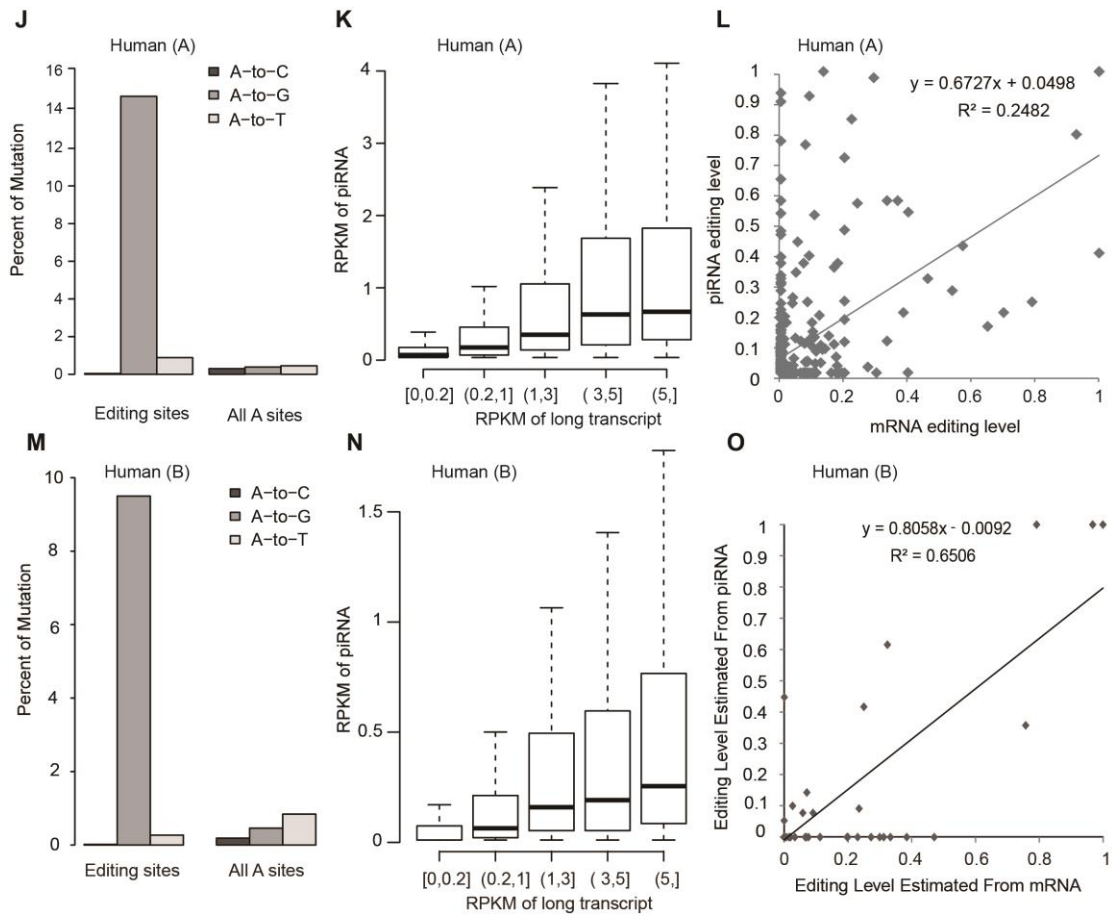 J
Human (A)
Percent of Mutation
16
14
12
10
8
6
4
2
0
A-to-C
A-to-G
A-to-T
Editing sites
All A sites
K
Human (A)
RPKM of piRNA
4
3
2
1
0
[0,0.2]
(0.2,1]
(1,3]
( 3,5]
(5,]
RPKM of long transcript
L
Human (A)
y = 0.6727x + 0.0498
R² = 0.2482
piRNA editing level
1
0.9
0.8
0.7
0.6
0.5
0.4
0.3
0.2
0.1
0
0
0.2
0.4
0.6
0.8
1
mRNA editing level
M
Human (B)
Percent of Mutation
10
8
6
4
2
0
A-to-C
A-to-G
A-to-T
Editing sites
All A sites
N
Human (B)
RPKM of piRNA
1.5
1
0.5
0
[0,0.2]
(0.2,1]
(1,3]
( 3,5]
(5,]
RPKM of long transcript
O
Human (B)
y = 0.8058x - 0.0092
R² = 0.6506
Editing Level Estimated From piRNA
1
0.9
0.8
0.7
0.6
0.5
0.4
0.3
0.2
0.1
0
0
0.2
0.4
0.6
0.8
1
Editing Level Estimated From mRNA